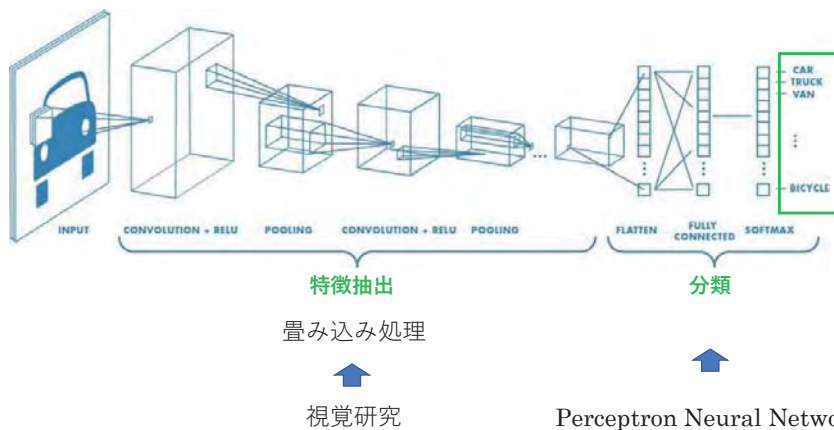 CAR
TRUCK
VAN
BICYCLE
INPUT CONVOLUTION + RELU POOLING CONVOLUTION + RELU POOLING FLATTEN FULLY CONNECTED SOFTMAX
特徴抽出 分類
畳み込み処理
視覚研究 Perceptron Neural Netwo